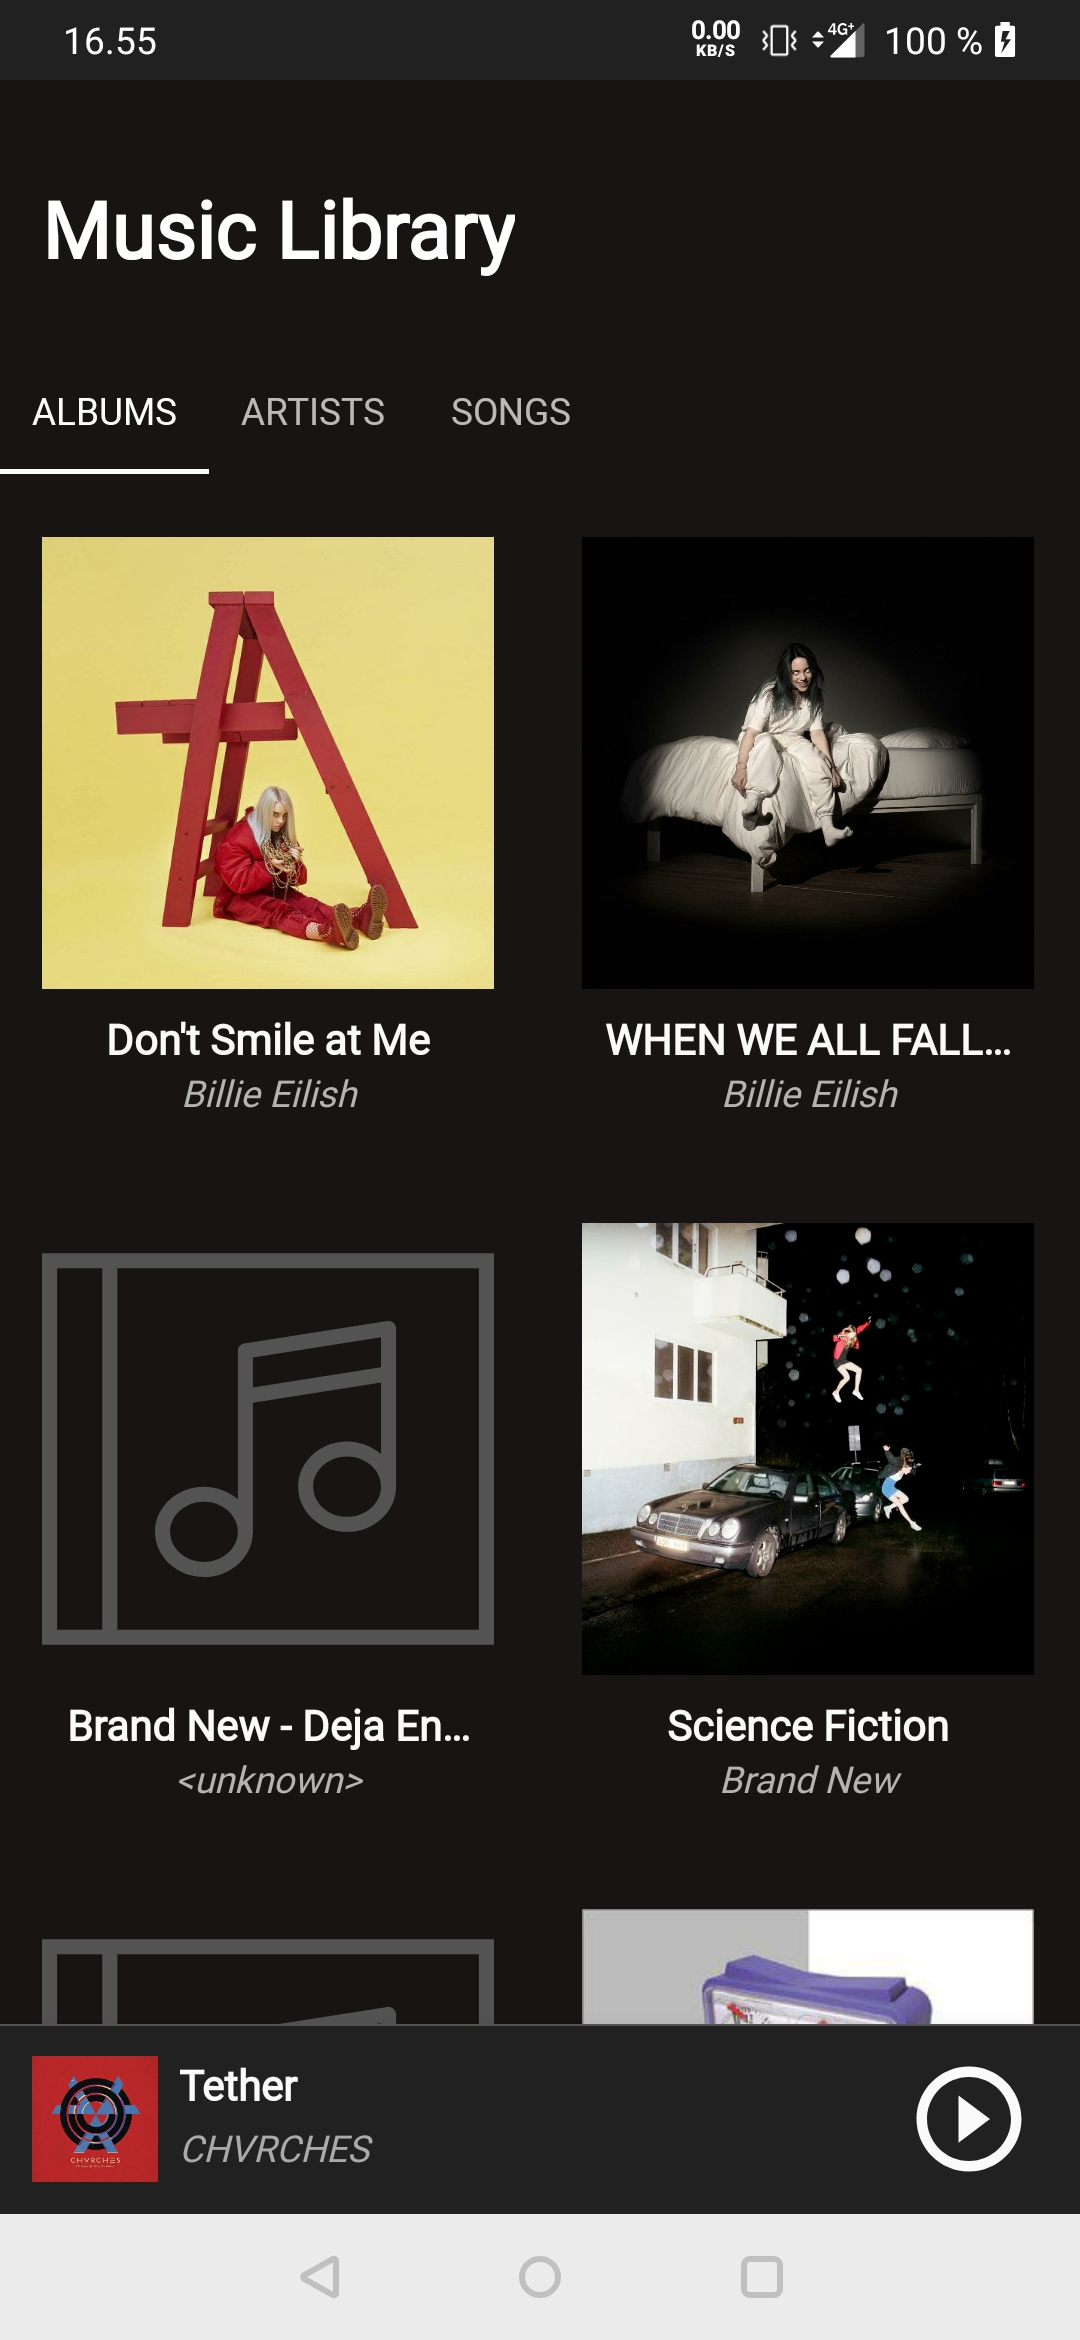 16.55
0.00
KB/S
4G+
100 %
Music Library
ALBUMS
ARTISTS
SONGS
Don't Smile at Me
WHEN WE ALL FALL...
Billie Eilish
Billie Eilish
Brand New - Deja En...
Science Fiction
<unknown>
Brand New
Tether
CHVRCHES
CHVRCHES